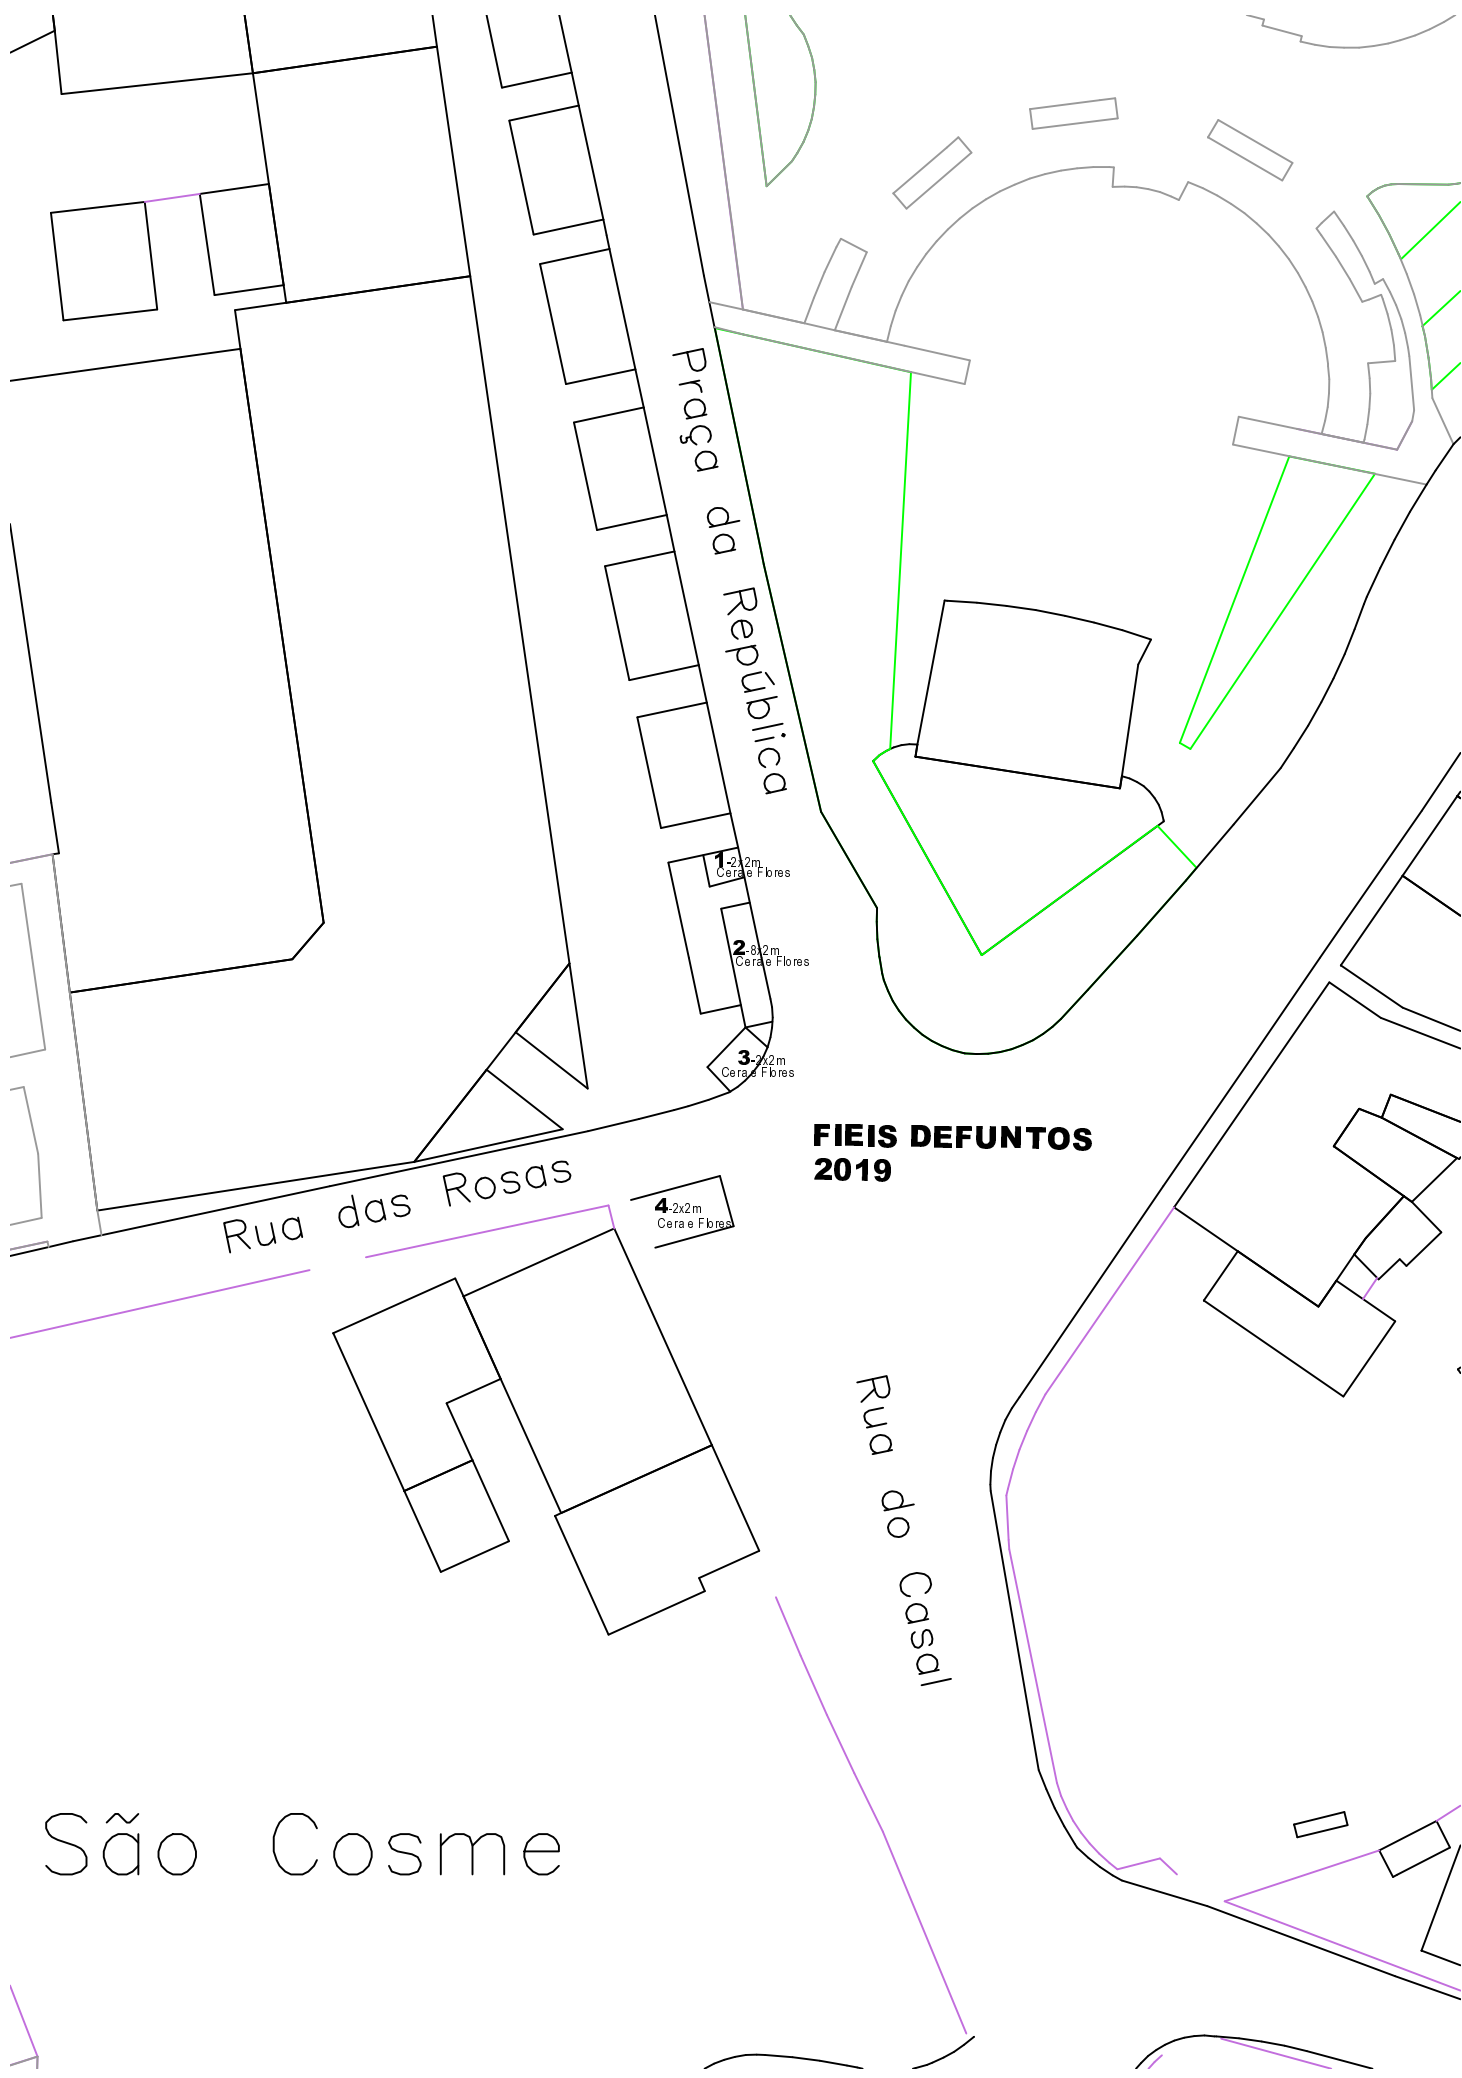 Praça da República
1-2x2m
Cera e Flores
2-8x2m
Cera e Flores
3-2x2m
Cera e Flores
FIEIS DEFUNTOS
2019
Rua das Rosas
4-2x2m
Cera e Flores
Rua do Casal
São Cosme